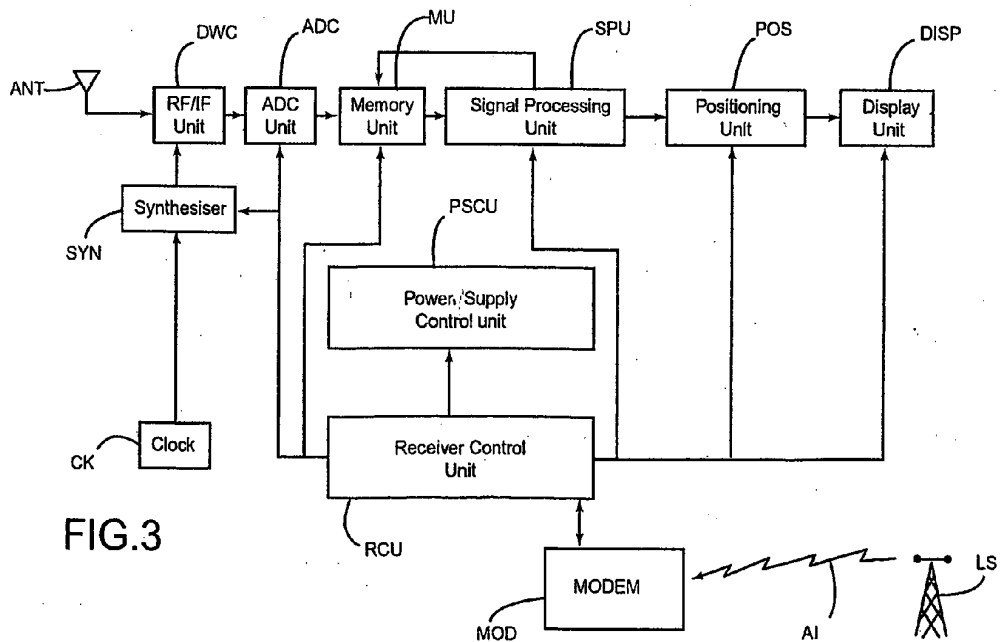 DWC
ADC
MU
SPU
POS
DISP
ANT
RF/IF
Unit
ADC
Unit
Memory
Unit
Signal Processing
Unit
Positioning
Unit
Display
Unit
Synthesiser
SYN
PSCU
Power/Supply
Control unit
Clock
CK
Receiver Control
Unit
RCU
FIG.3
MODEM
MOD
AI
LS